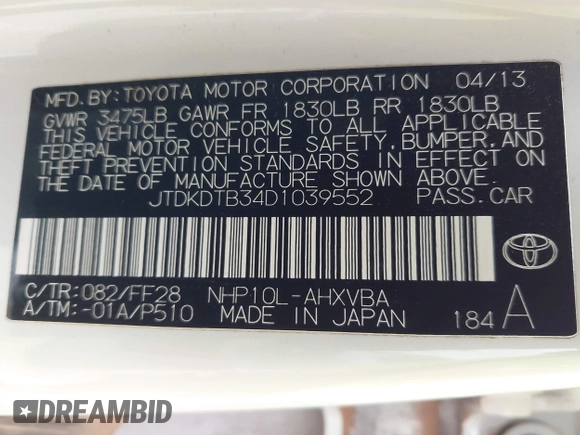 MFD.BY:TOYOTA MOTOR CORPORATION 04/13
GVWR 3475LB GAWR FR 1830LB RR 1830LB
THIS VEHICLE CONFORMS TO ALL APPLICABLE
FEDERAL MOTOR VEHICLE SAFETY, BUMPER, AND
THEFT PREVENTION STANDARDS IN EFFECT ON
THE DATE OF MANUFACTURE SHOWN ABOVE.
JTDKDTB34D1039552 PASS.CAR
C/TR:082/FF28 NHP10L-AHXVBA
A/TM:-01A/P510 MADE IN JAPAN 184 A
DREAMBID